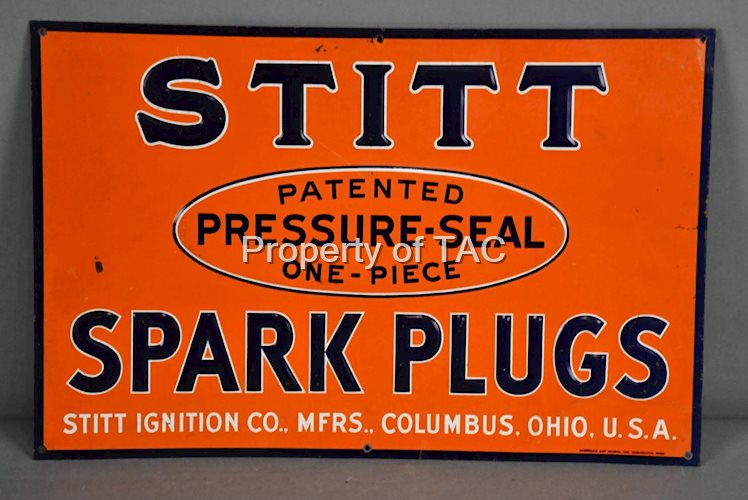 STITT
PATENTED
PRESSURE-SEAL
Property of TAC
ONE-PIECE
SPARK PLUGS
STITT IGNITION CO., MFRS., COLUMBUS, OHIO, U.S.A.